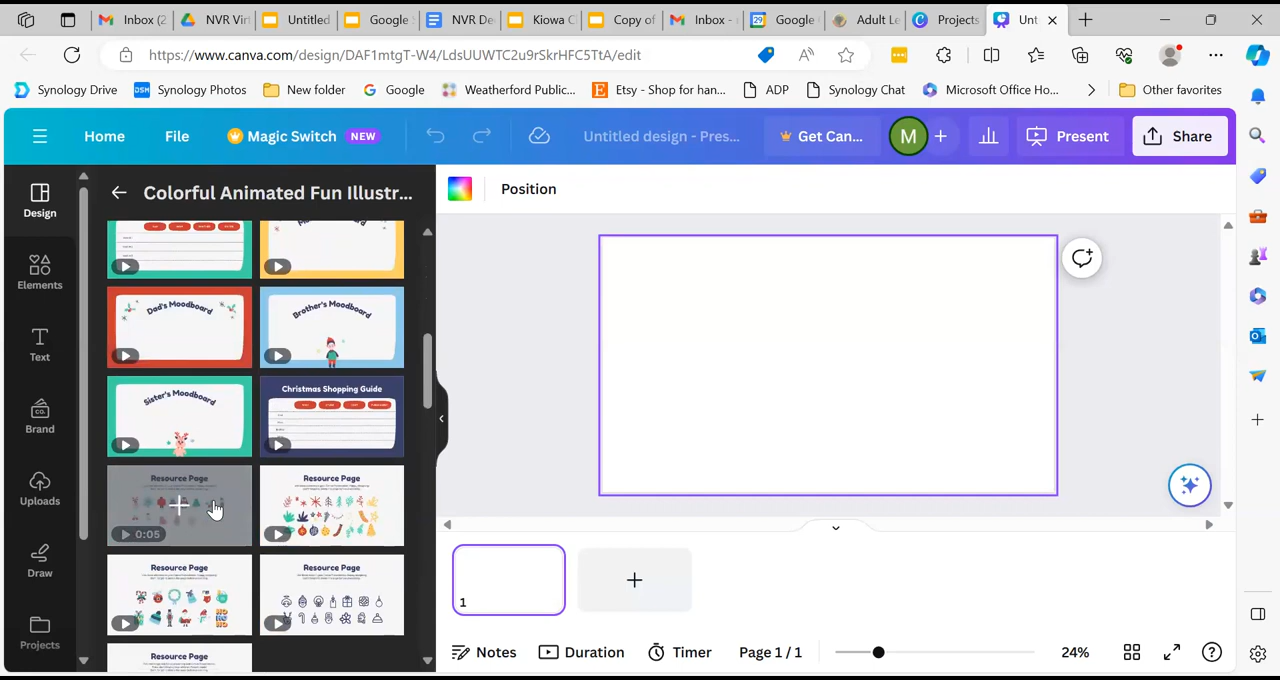 Inbox (2
NVR Virt
Untitled
Google S
NVR De
Kiowa C
Copy of
Inbox -
Google C
Adult Le
Projects
Unt
https://www.canva.com/design/DAF1mtgT-W4/LdsUUWTC2u9rSkrHFC5TtA/edit
Synology Drive
Synology Photos
New folder
Google
Weatherford Public...
Etsy - Shop for han...
ADP
Synology Chat
Microsoft Office Ho...
Other favorites
Home
File
Magic Switch NEW
Untitled design - Pres...
Get Can...
M
Present
Share
Design
Elements
Text
Brand
Uploads
Draw
Projects
Colorful Animated Fun Illustr...
Position
Dad's Moodboard
Brother's Moodboard
Sister's Moodboard
Christmas Shopping Guide
Resource Page
0:05
Resource Page
Resource Page
HO HO HO
Resource Page
Resource Page
1
Notes
Duration
Timer
Page 1 / 1
24%